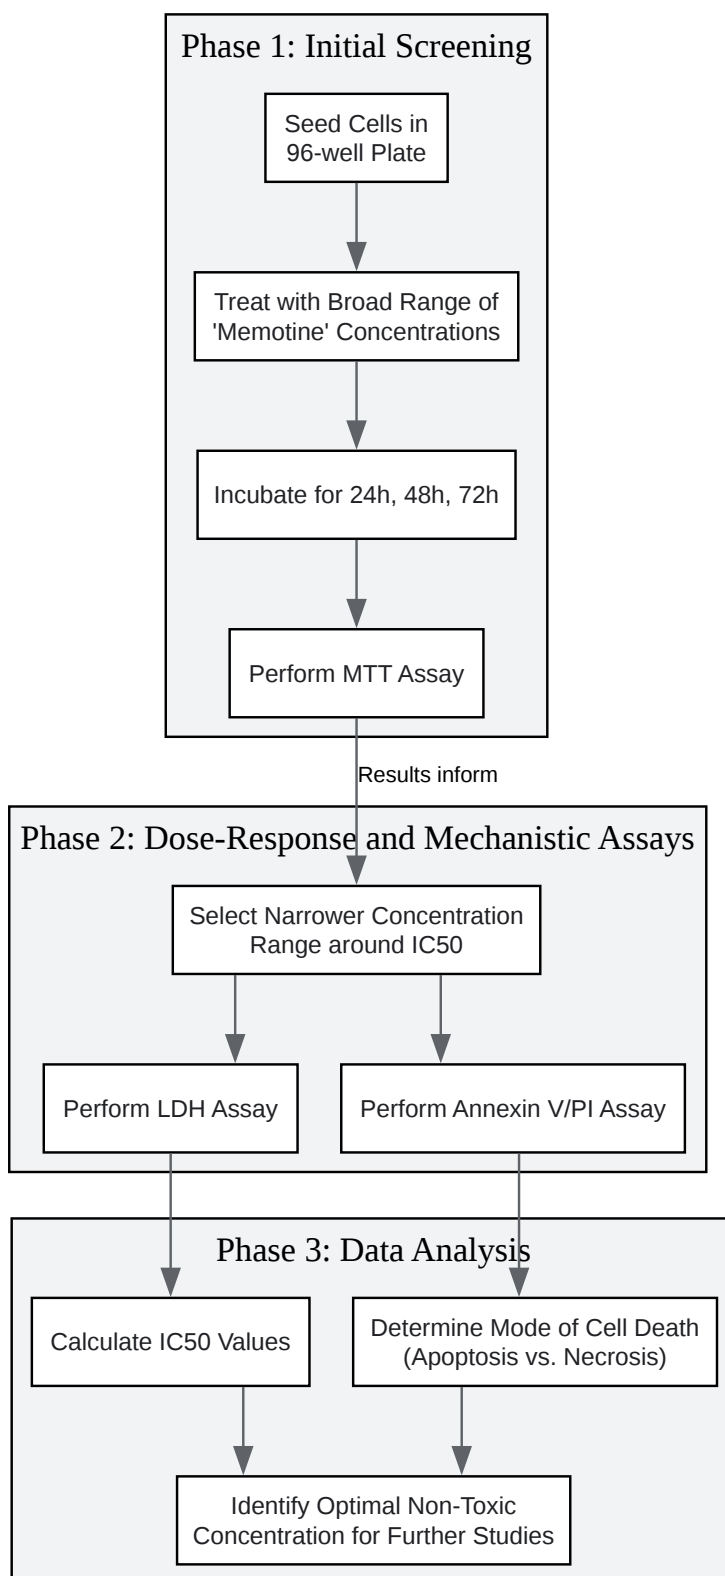 Phase 1: Initial Screening
Seed Cells in
96-well Plate
Treat with Broad Range of
'Memotine' Concentrations
Incubate for 24h, 48h, 72h
Perform MTT Assay
Results inform
Phase 2: Dose-Response and Mechanistic Assays
Select Narrower Concentration
Range around IC50
Perform LDH Assay
Perform Annexin V/PI Assay
Phase 3: Data Analysis
Calculate IC50 Values
Determine Mode of Cell Death
(Apoptosis vs. Necrosis)
Identify Optimal Non-Toxic
Concentration for Further Studies